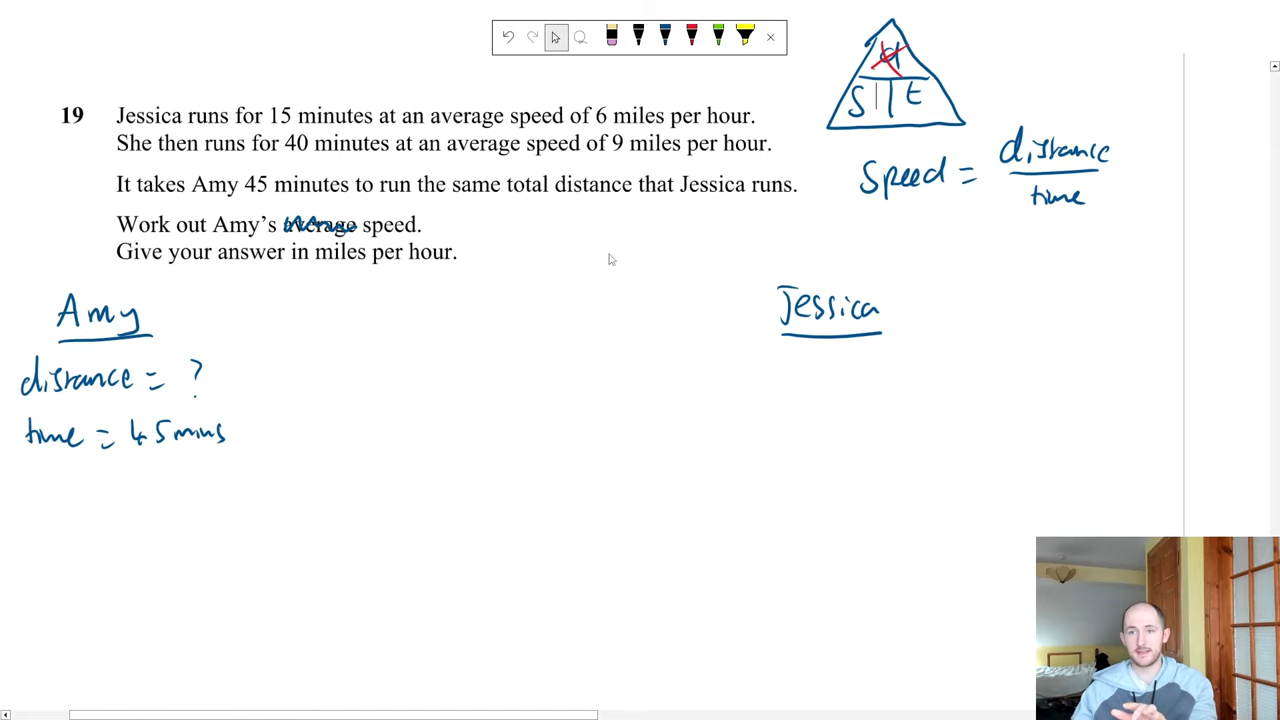 19 Jessica runs for 15 minutes at an average speed of 6 miles per hour.
She then runs for 40 minutes at an average speed of 9 miles per hour.
It takes Amy 45 minutes to run the same total distance that Jessica runs.
Work out Amy's average speed.
Give your answer in miles per hour.
d
S t
Speed = distance
time
Amy
distance = ?
time = 45 mins
Jessica